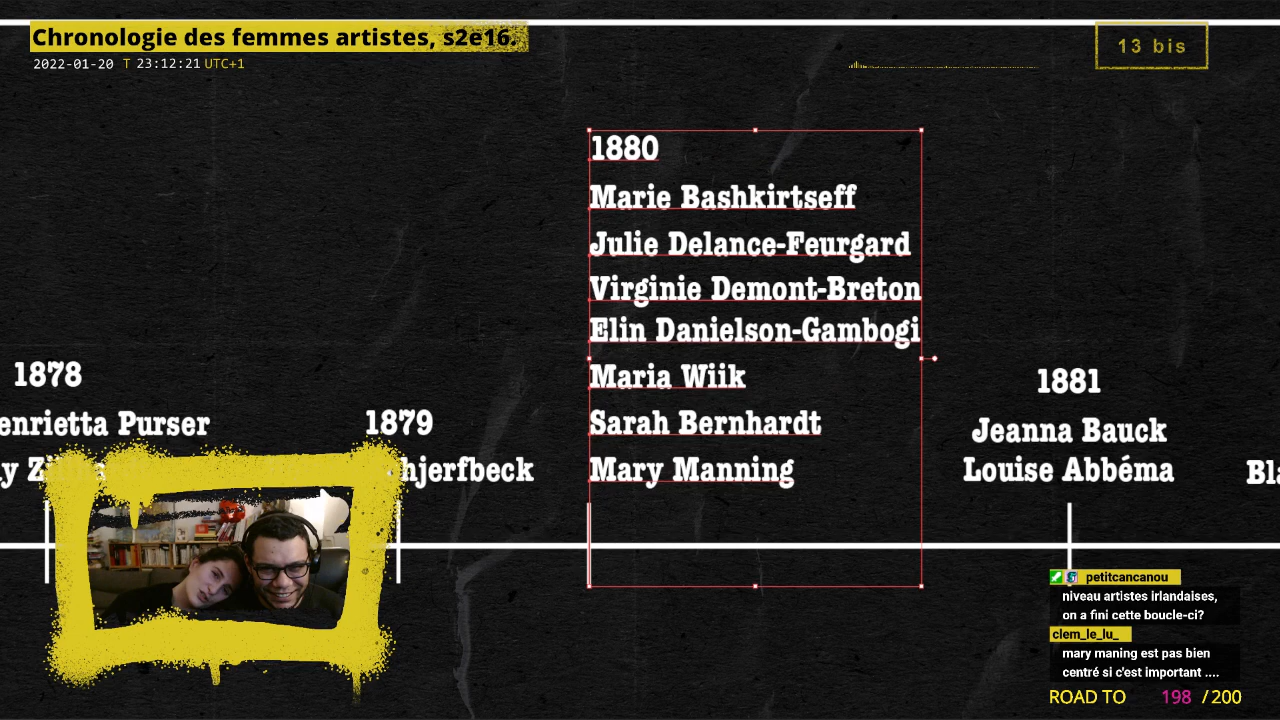 Chronologie des femmes artistes, s2e16.
2022-01-20 T 23:12:21 UTC+1
13 bis
1880
Marie Bashkirtseff
Julie Delance-Feurgard
Virginie Demont-Breton
Elin Danielson-Gambogi
Maria Wiik
Sarah Bernhardt
Mary Manning
1878
enrietta Purser
1879
hjerfbeck
1881
Jeanna Bauck
Louise Abbéma
petitcancanou
niveau artistes irlandaises,
on a fini cette boucle-ci?
clem_le_lu_
mary maning est pas bien
centré si c'est important ....
ROAD TO 198 /200